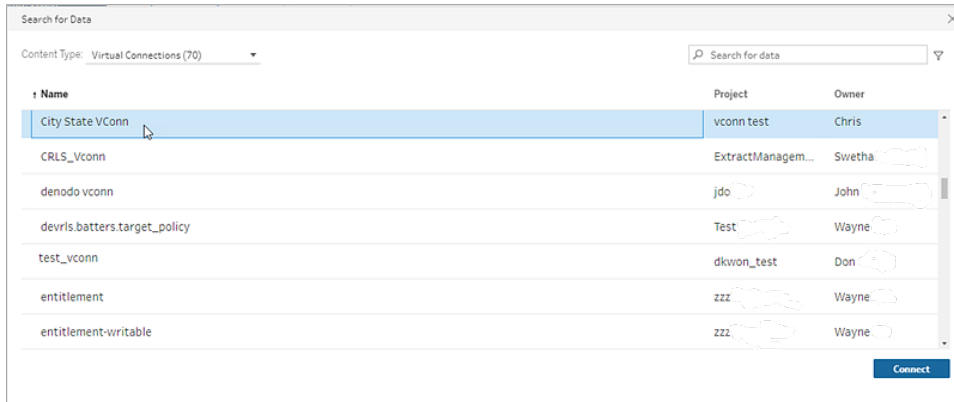 Search for Data
Content Type: Virtual Connections (70)
Search for data
↑ Name Project Owner
City State VConn vconn test Chris
CRLS_Vconn ExtractManagem... Swetha
denodo vconn jdo John
devrls.batters.target_policy Test Wayne
test_vconn dkwon_test Don
entitlement zzz Wayne
entitlement-writable zzz Wayne
Connect